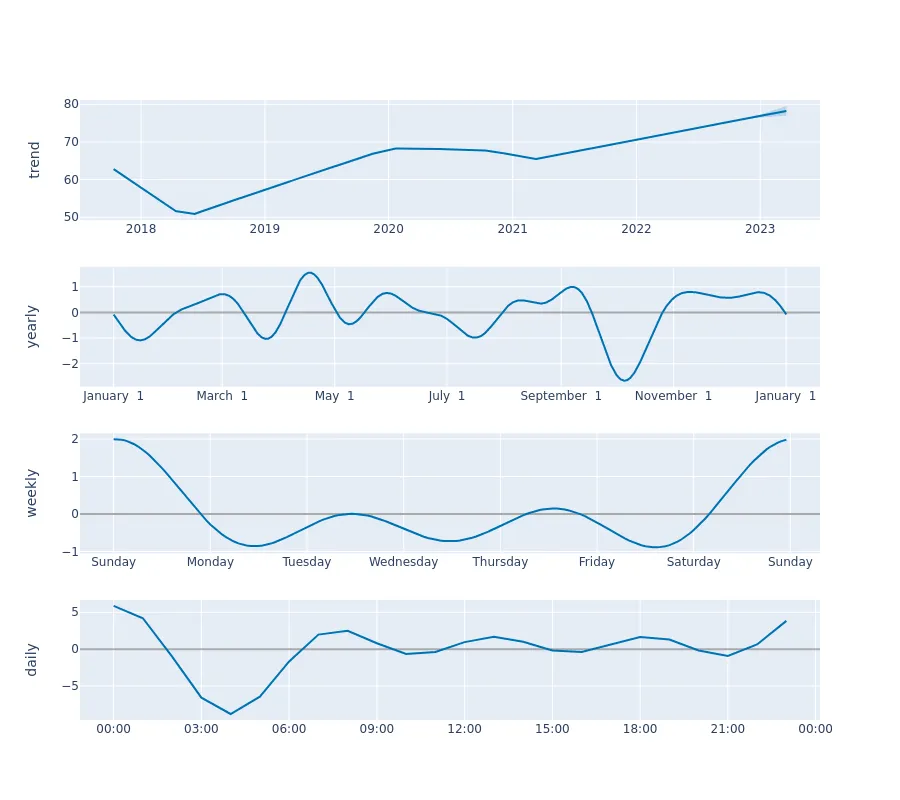 trend
80
70
60
50
2018 2019 2020 2021 2022 2023
yearly
1
0
−1
−2
January 1 March 1 May 1 July 1 September 1 November 1 January 1
weekly
2
1
0
−1
Sunday Monday Tuesday Wednesday Thursday Friday Saturday Sunday
daily
5
0
−5
00:00 03:00 06:00 09:00 12:00 15:00 18:00 21:00 00:00